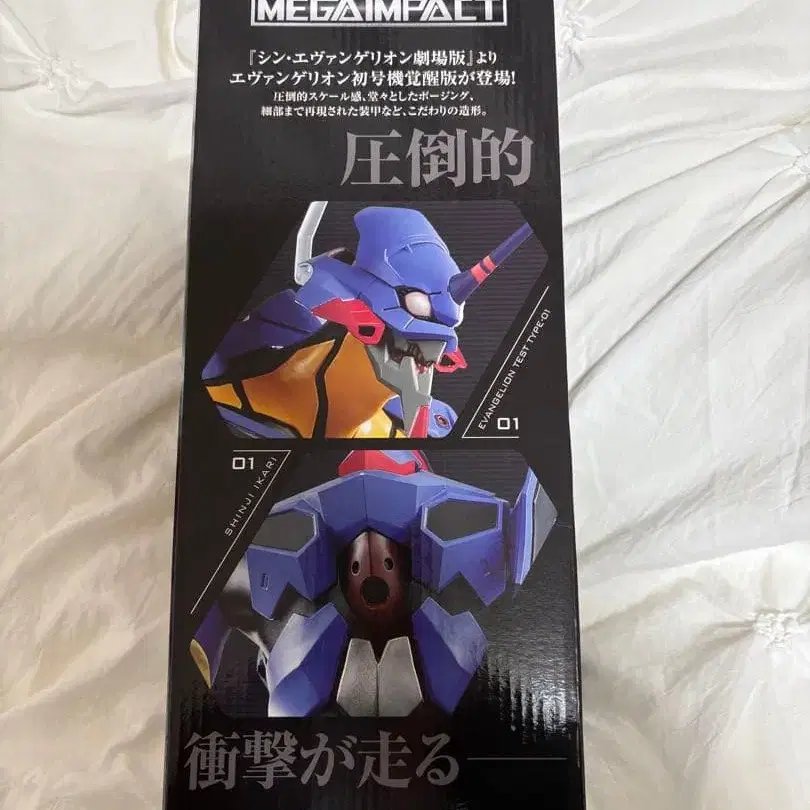 MEGAIMPACT
『シン・エヴァンゲリオン劇場版』より
エヴァンゲリオン初号機覚醒版が登場!
圧倒的スケール感、堂々としたポージング、
細部まで再現された装甲など、こだわりの造形。
圧倒的
EVANGELION TEST TYPE-01
01
01
SHINJI IKARI
衝撃が走る